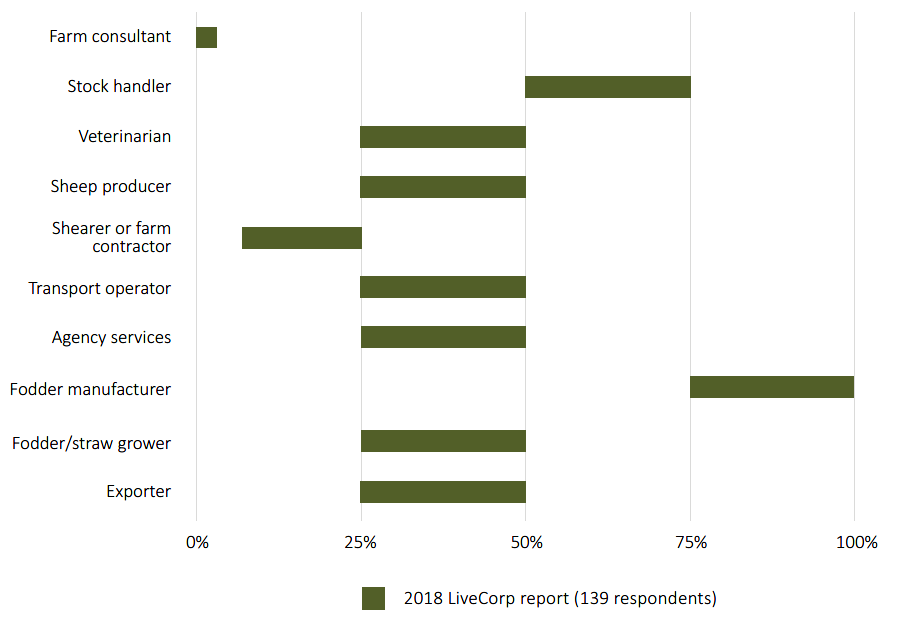 Farm consultant
Stock handler
Veterinarian
Sheep producer
Shearer or farm
contractor
Transport operator
Agency services
Fodder manufacturer
Fodder/straw grower
Exporter
0% 25% 50% 75% 100%
2018 LiveCorp report (139 respondents)